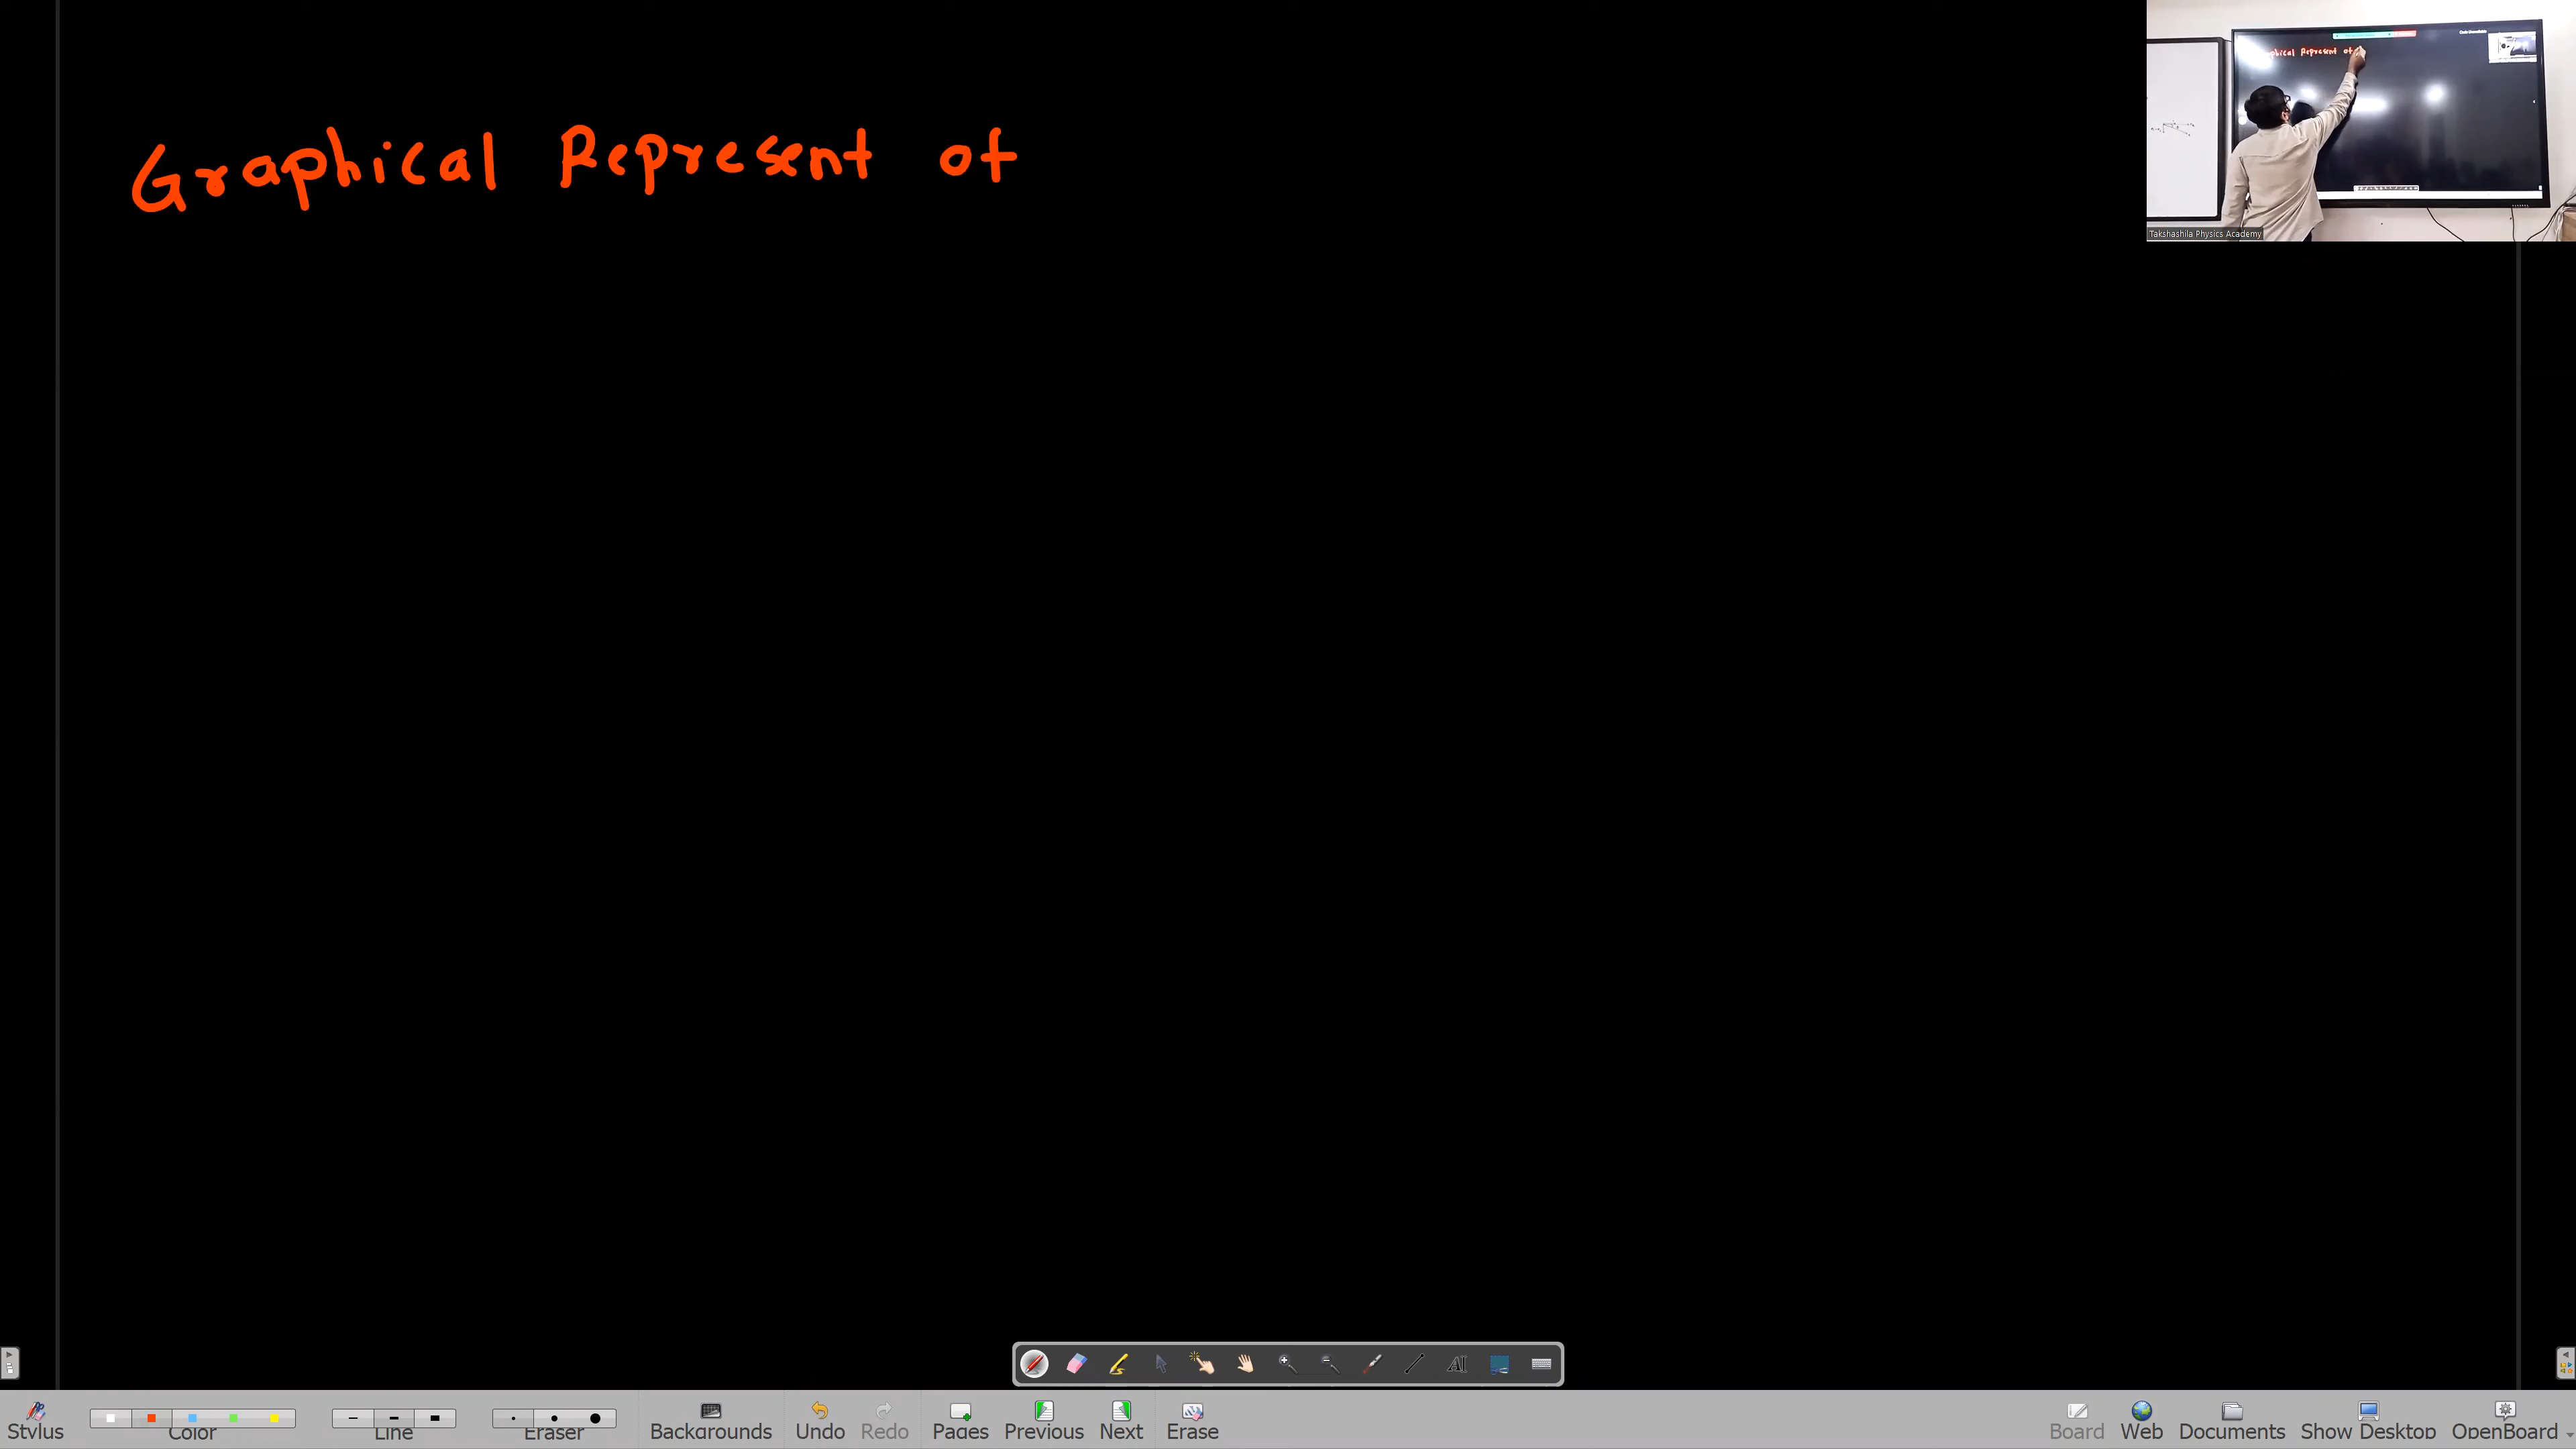 Graphical Represent of
Takshashila Physics Academy
Stylus Color Line Eraser Backgrounds Undo Redo Pages Previous Next Erase Board Web Documents Show Desktop OpenBoard